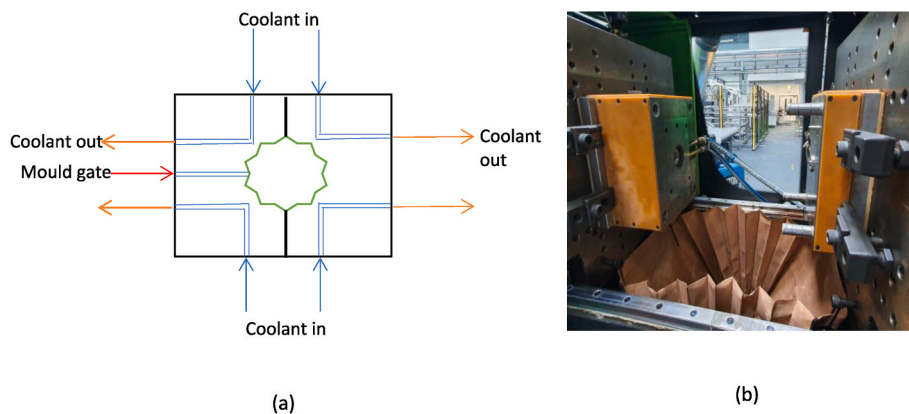 Coolant in
Coolant out
Mould gate
Coolant
out
Coolant in
(a)
(b)